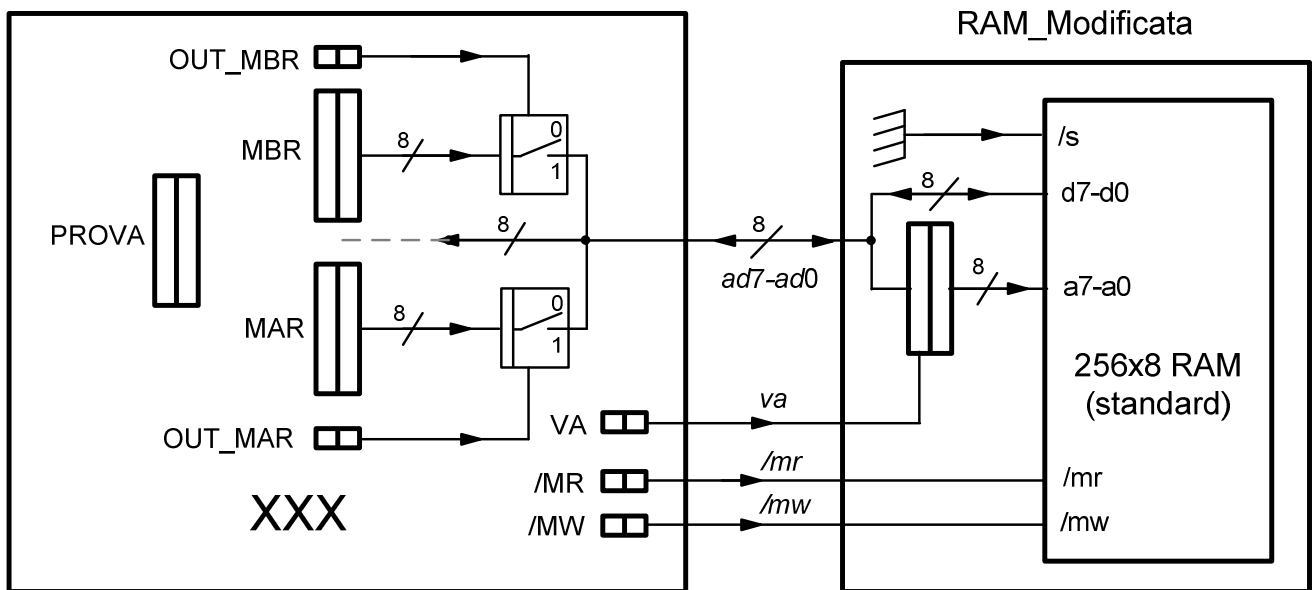 RAM_Modificata
OUT_MBR
0
/s
MBR
8
1
8
d7-d0
PROVA
8
8
ad7-ad0
8
a7-a0
MAR
8
0
1
256x8 RAM
(standard)
OUT_MAR
VA
va
XXX
/MR
/mr
/mr
/MW
/mw
/mw